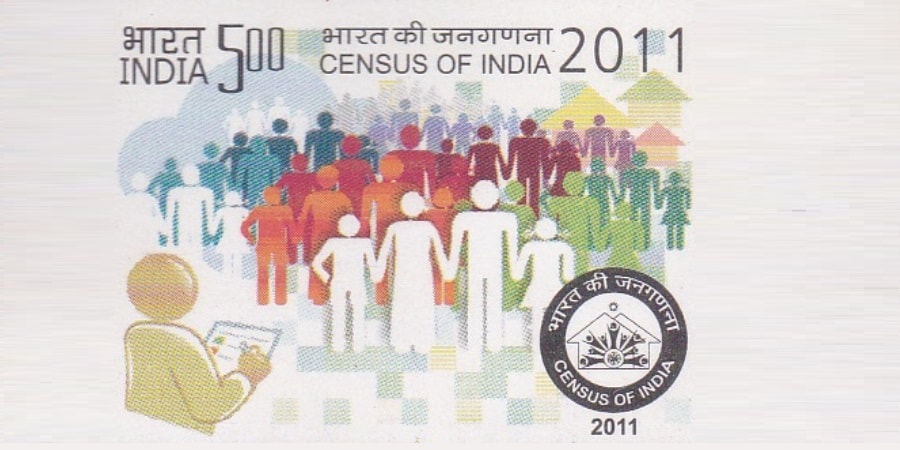 भारत 500
INDIA
भारत की जनगणना 2011
CENSUS OF INDIA
भारत की जनगणना
CENSUS OF INDIA
2011